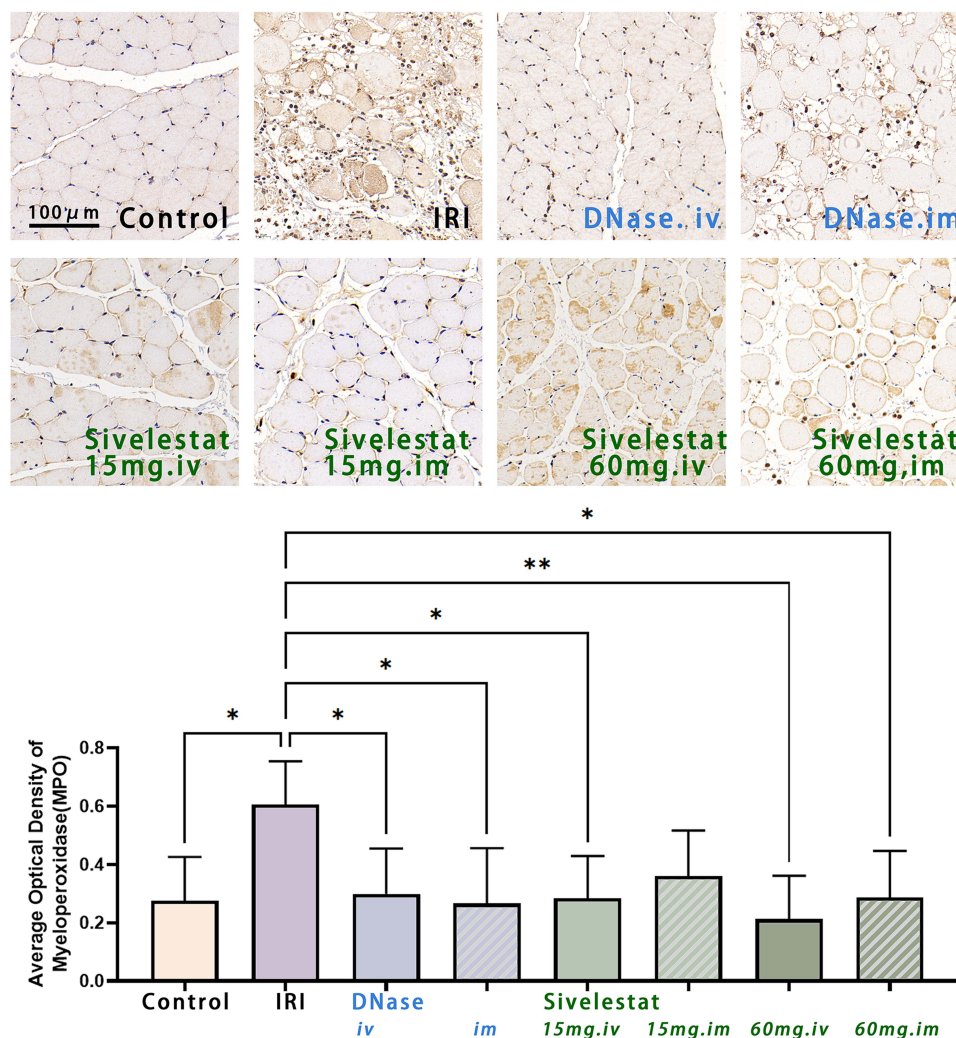 100μm
Control
IRI
DNase. iv
DNase.im
Sivelestat
15mg.iv
Sivelestat
15mg.im
Sivelestat
60mg.iv
Sivelestat
60mg,im
*
**
*
*
*
*
Average Optical Density of
Myeloperoxidase(MPO)
0.8
0.6
0.4
0.2
0.0
Control
IRI
DNase
Sivelestat
iv
im
15mg.iv
15mg.im
60mg.iv
60mg.im